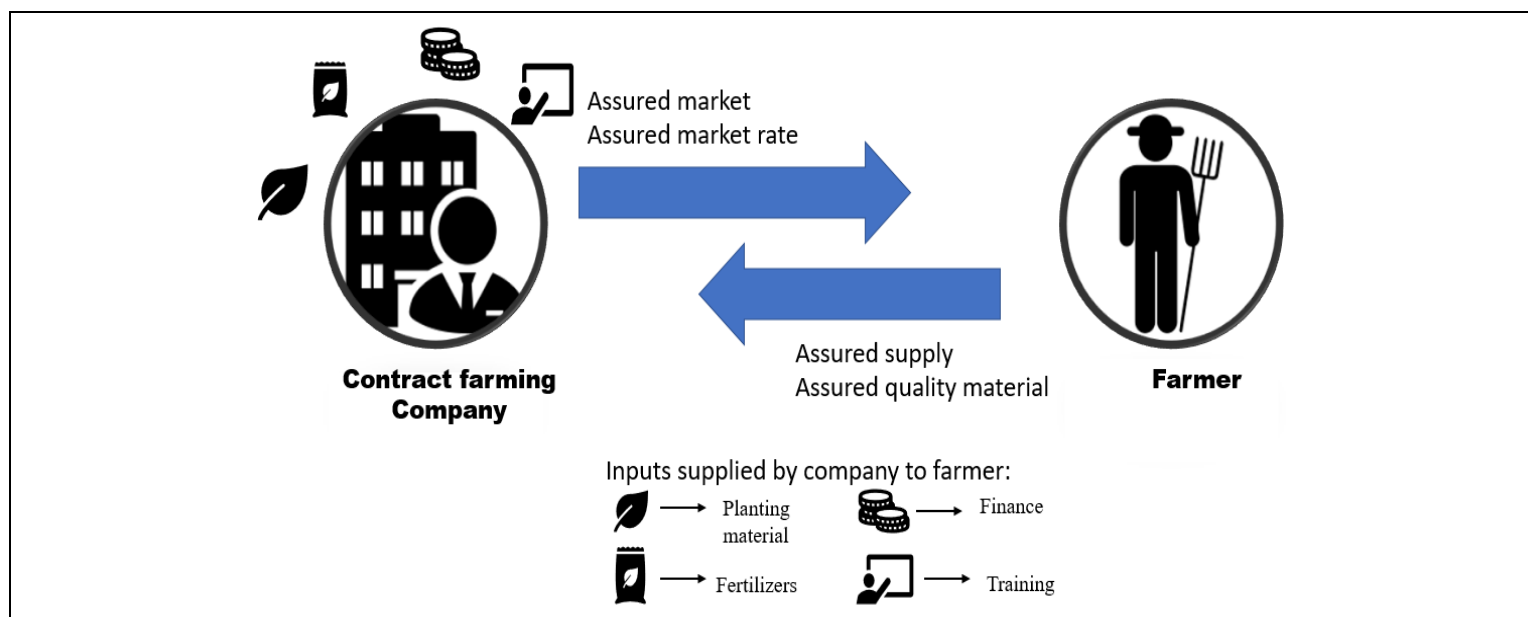 Assured market
Assured market rate
Assured supply
Assured quality material
Contract farming
Company
Farmer
Inputs supplied by company to farmer:
Planting
material
Finance
Fertilizers
Training